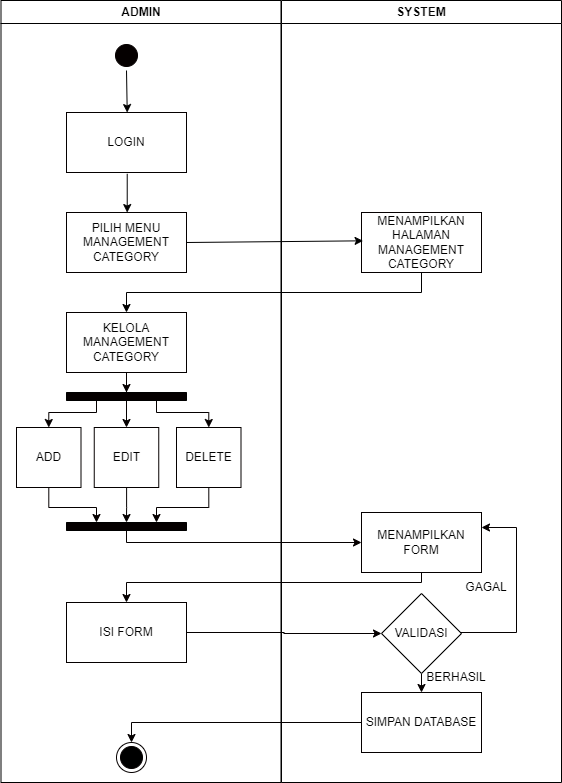 ADMIN
SYSTEM
LOGIN
PILIH MENU
MANAGEMENT
CATEGORY
MENAMPILKAN
HALAMAN
MANAGEMENT
CATEGORY
KELOLA
MANAGEMENT
CATEGORY
ADD
EDIT
DELETE
MENAMPILKAN
FORM
GAGAL
ISI FORM
VALIDASI
BERHASIL
SIMPAN DATABASE